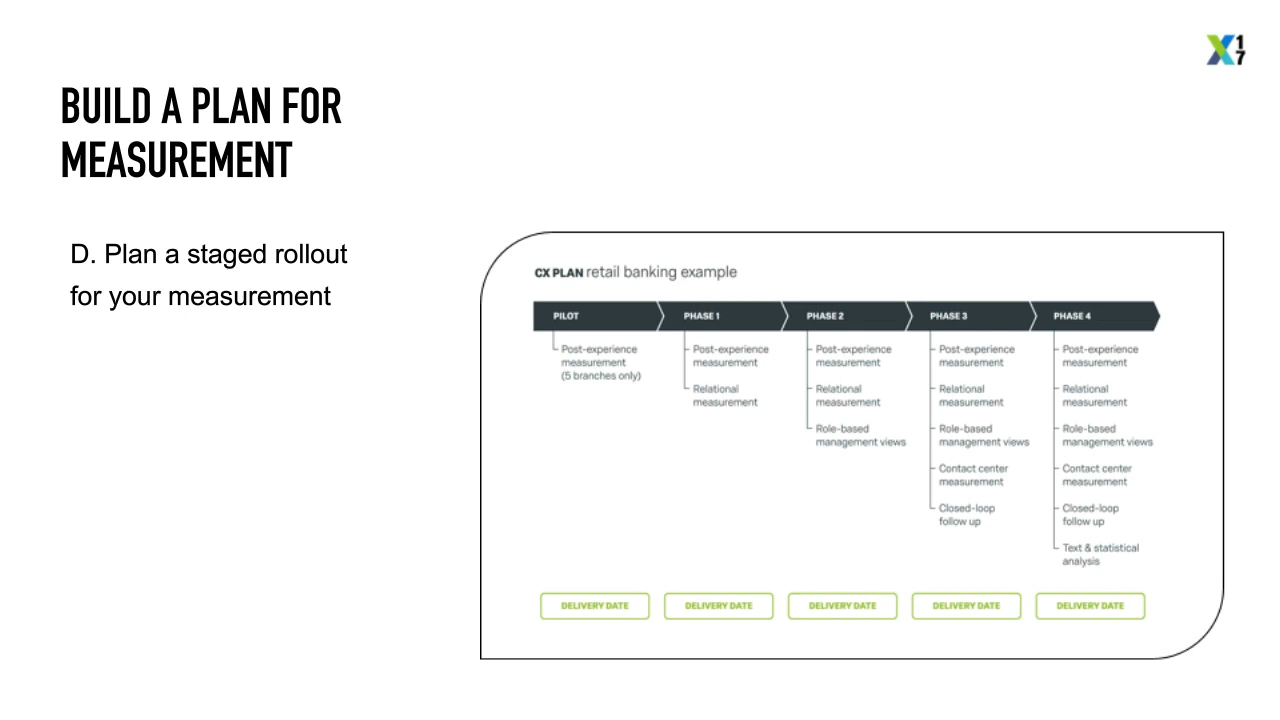 X17
BUILD A PLAN FOR
MEASUREMENT
D. Plan a staged rollout
for your measurement
CX PLAN retail banking example
PILOT
Post-experience
measurement
(5 branches only)
PHASE 1
Post-experience
measurement
Relational
measurement
PHASE 2
Post-experience
measurement
Relational
measurement
Role-based
management views
PHASE 3
Post-experience
measurement
Relational
measurement
Role-based
management views
Contact center
measurement
Closed-loop
follow up
PHASE 4
Post-experience
measurement
Relational
measurement
Role-based
management views
Contact center
measurement
Closed-loop
follow up
Text & statistical
analysis
DELIVERY DATE
DELIVERY DATE
DELIVERY DATE
DELIVERY DATE
DELIVERY DATE